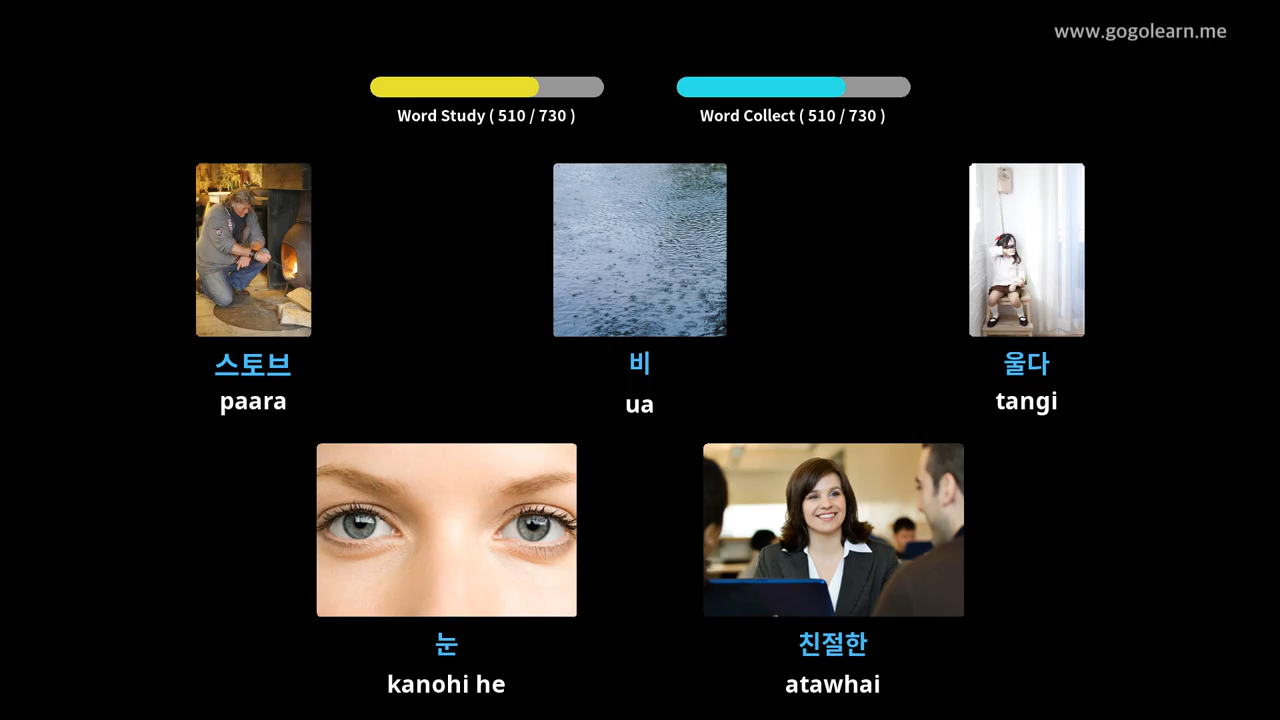 www.gogolearn.me
Word Study ( 510 / 730 )
Word Collect ( 510 / 730 )
스토브
paara
비
ua
울다
tangi
눈
kanohi he
친절한
atawhai